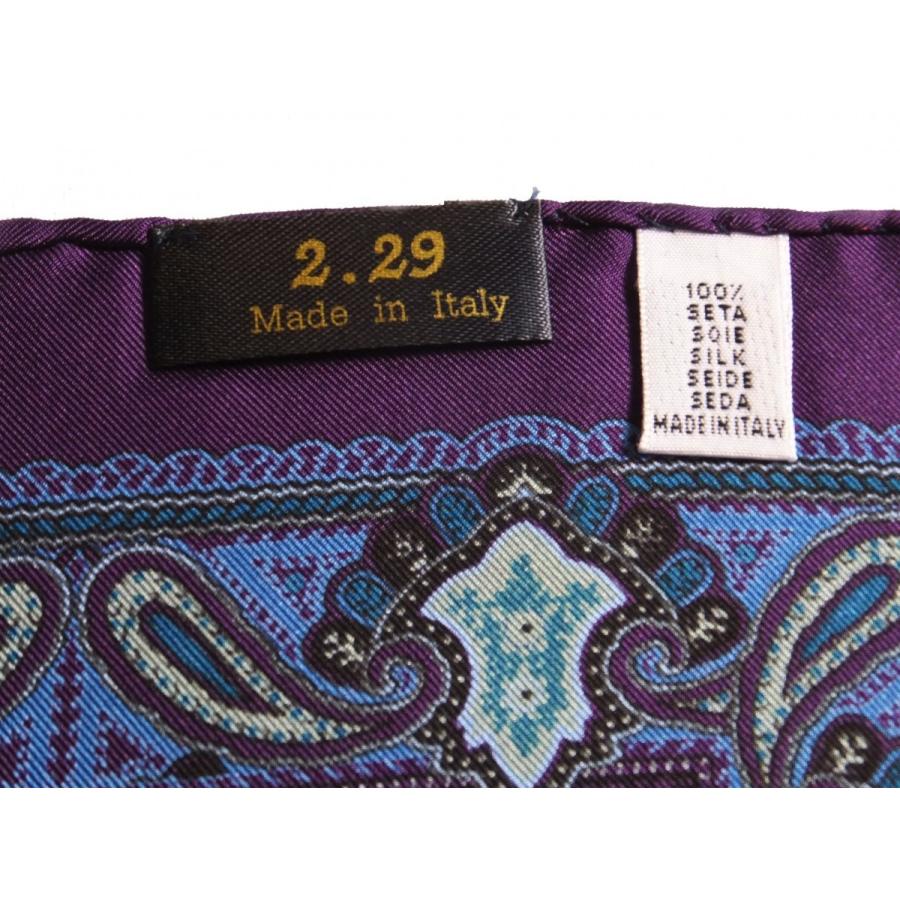 2.29
Made in Italy
100%
SETA
SOIE
SILK
SEIDE
SEDA
MADE IN ITALY